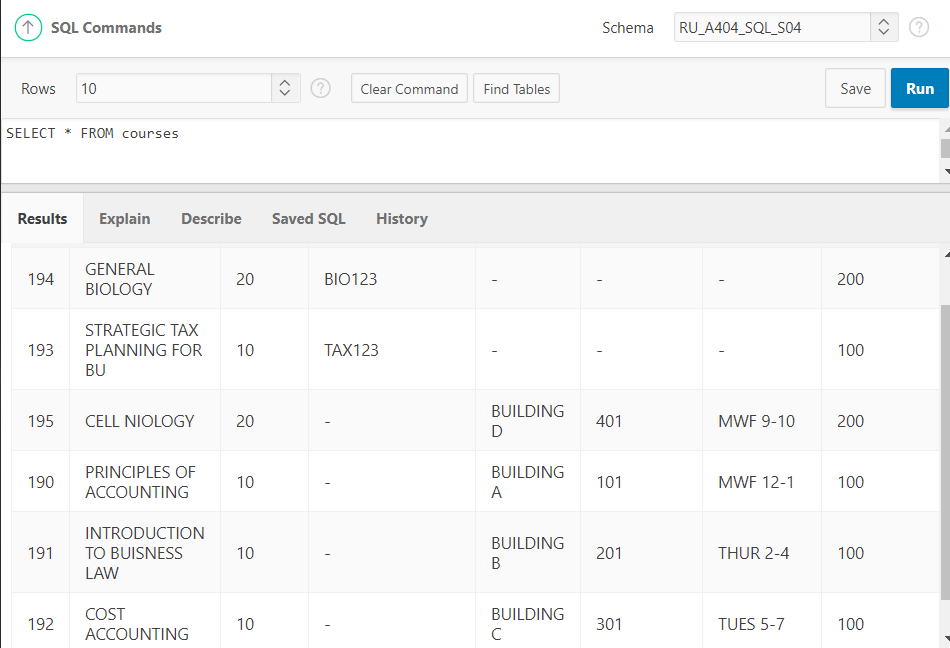 SQL Commands
Schema
RU_A404_SQL_S04
?
Rows
10
?
Clear Command
Find Tables
Save
Run
SELECT * FROM courses
Results
Explain
Describe
Saved SQL
History
194
GENERAL
BIOLOGY
20
BIO123
-
-
-
200
193
STRATEGIC TAX
PLANNING FOR
BU
10
TAX123
-
-
-
100
195
CELL NIOLOGY
20
-
BUILDING
D
401
MWF 9-10
200
190
PRINCIPLES OF
ACCOUNTING
10
-
BUILDING
A
101
MWF 12-1
100
191
INTRODUCTION
TO BUISNESS
LAW
10
-
BUILDING
B
201
THUR 2-4
100
192
COST
ACCOUNTING
10
-
BUILDING
C
301
TUES 5-7
100